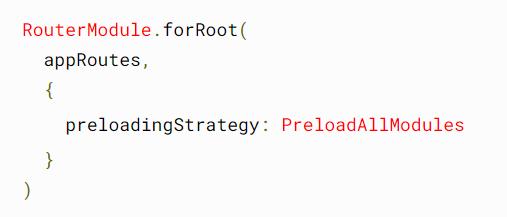 RouterModule.forRoot(
  appRoutes,
  {
    preloadingStrategy: PreloadAllModules
  }
)